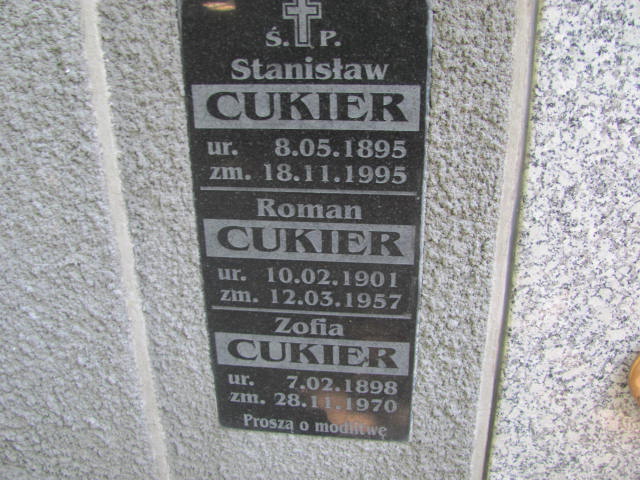 Ś. P.
Stanisław
CUKIER
ur. 8.05.1895
zm. 18.11.1995
Roman
CUKIER
ur. 10.02.1901
zm. 12.03.1957
Zofia
CUKIER
ur. 7.02.1898
zm. 28.11.1970
Proszą o modlitwę